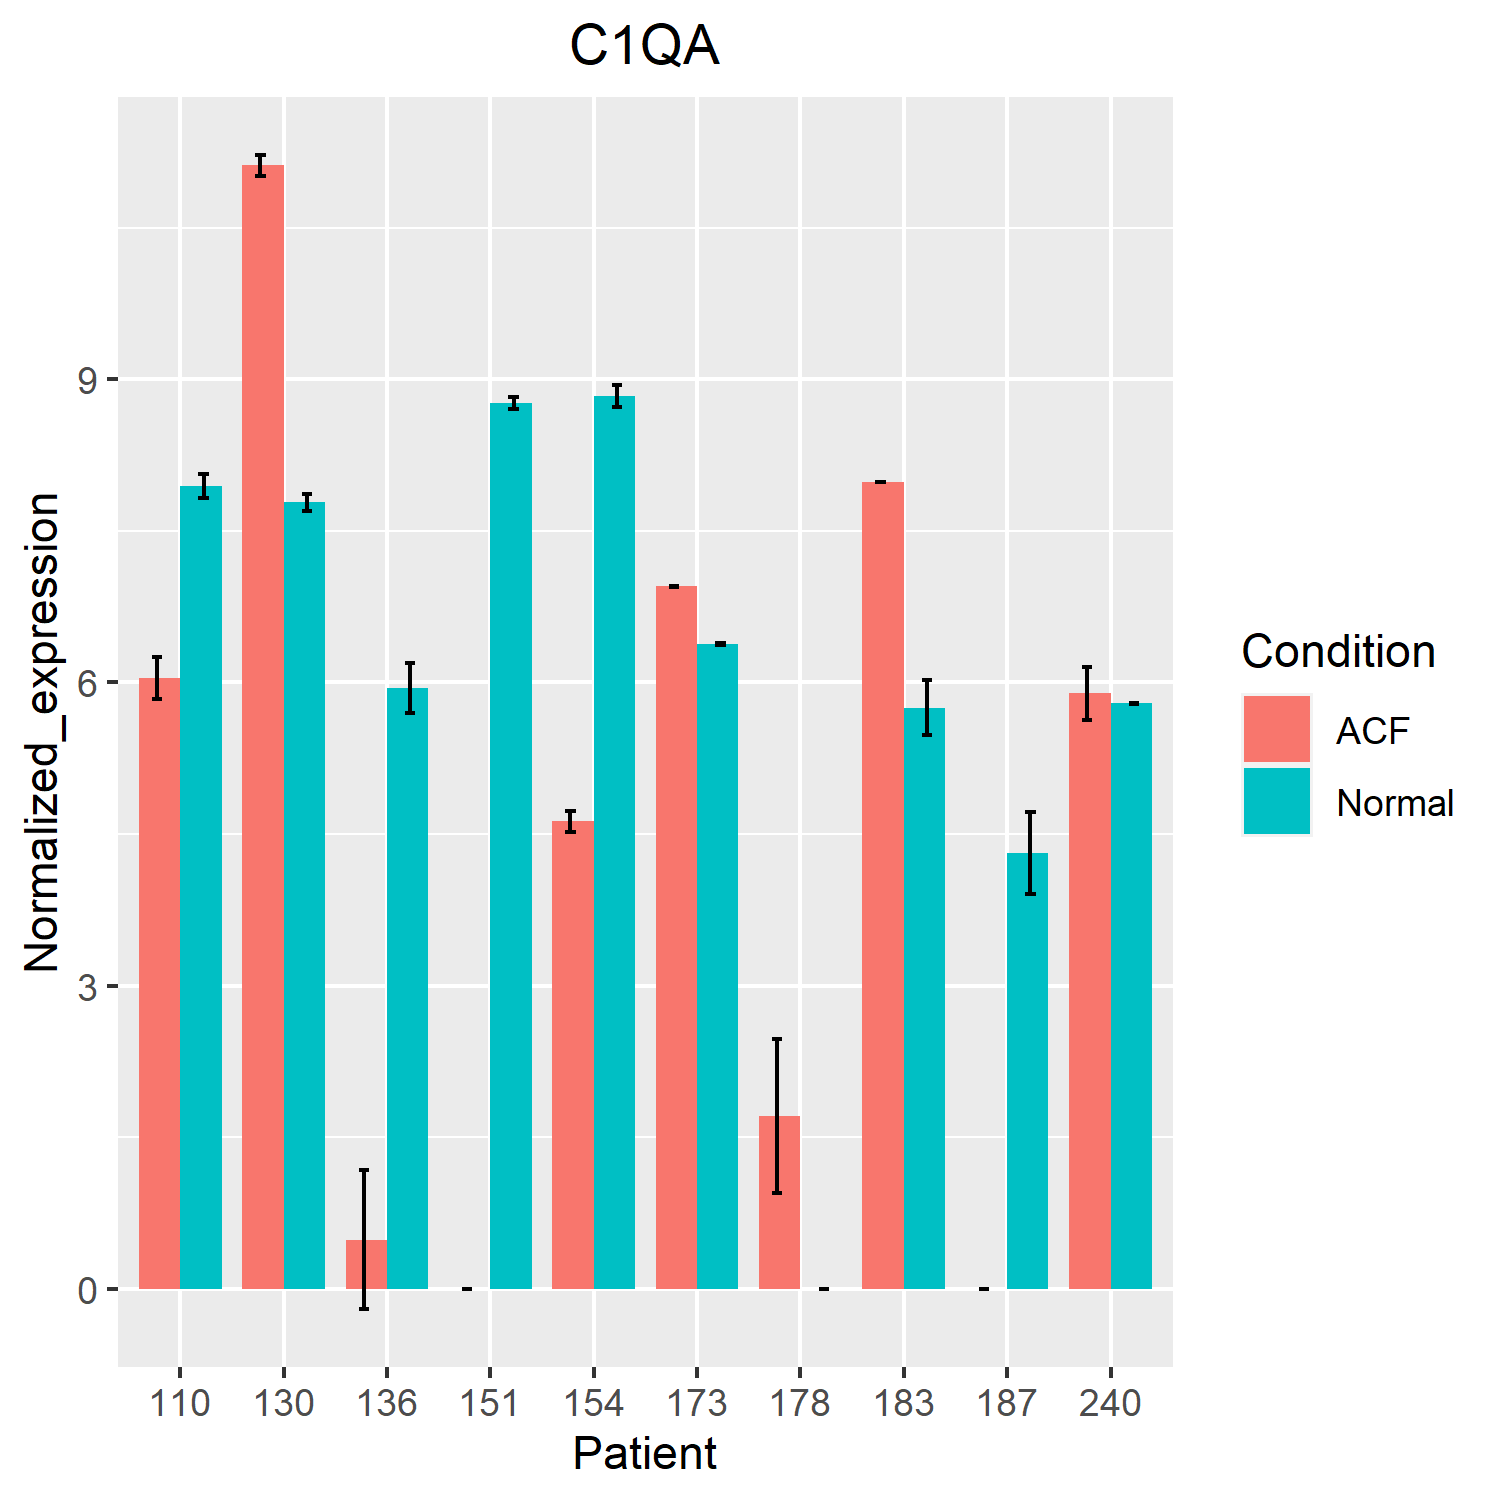 C1QA
Normalized_expression
9
6
3
0
110 130 136 151 154 173 178 183 187 240
Patient
Condition
ACF
Normal